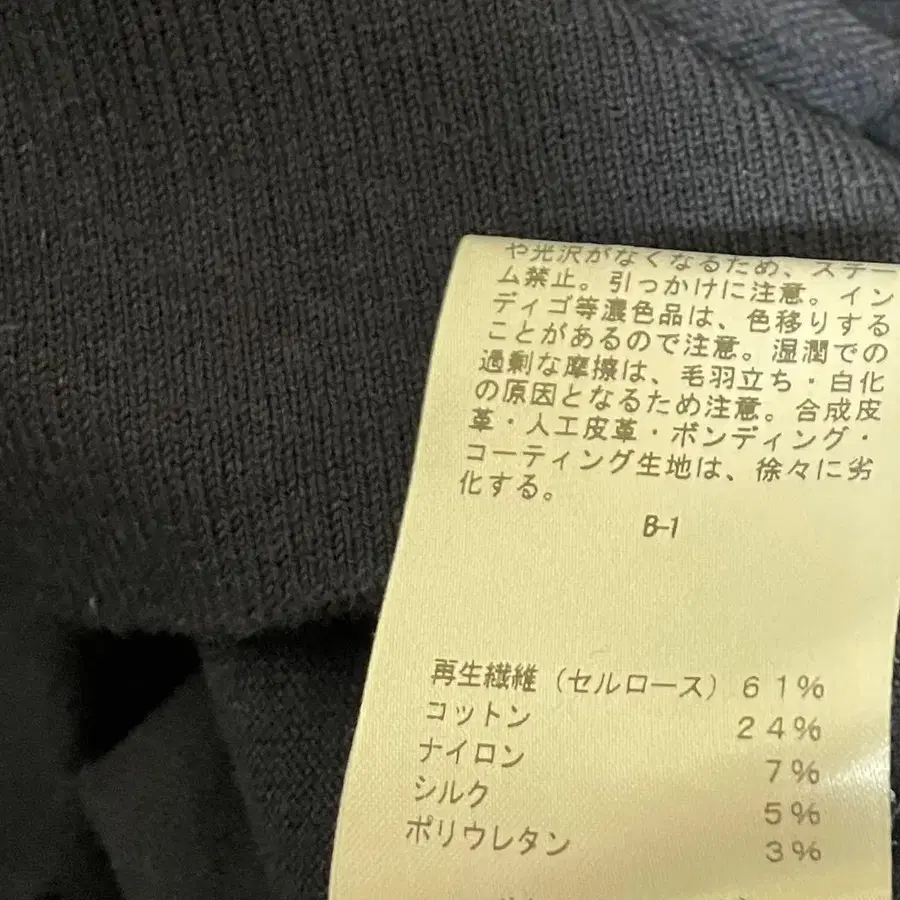 や光沢がなくなるため、スチー
ム禁止。引っかけに注意。イン
ディゴ等濃色品は、色移りする
ことがあるので注意。湿潤での
過剰な摩擦は、毛羽立ち・白化
の原因となるため注意。合成皮
革・人工皮革・ボンディング・
コーティング生地は、徐々に劣
化する。
B-1
再生繊維（セルロース）61%
コットン 24%
ナイロン 7%
シルク 5%
ポリウレタン 3%